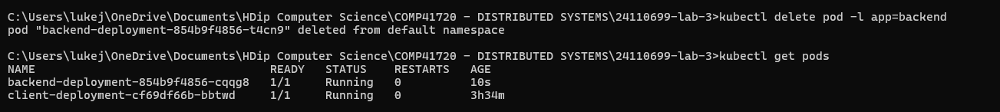 C:\Users\lukej\OneDrive\Documents\HDip Computer Science\COMP41720 - DISTRIBUTED SYSTEMS\24110699-lab-3>kubectl delete pod -l app=backend
pod "backend-deployment-854b9f4856-t4cn9" deleted from default namespace
C:\Users\lukej\OneDrive\Documents\HDip Computer Science\COMP41720 - DISTRIBUTED SYSTEMS\24110699-lab-3>kubectl get pods
NAME                                  READY   STATUS    RESTARTS   AGE
backend-deployment-854b9f4856-cqqg8   1/1     Running   0          10s
client-deployment-cf69df66b-bbtwd     1/1     Running   0          3h34m